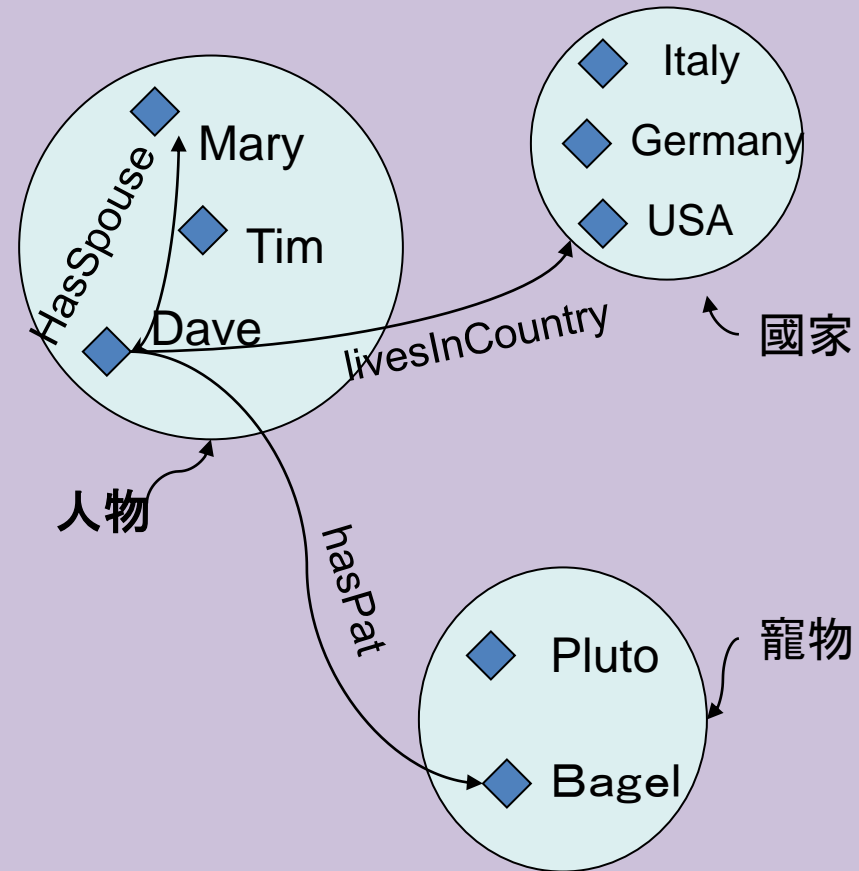 Italy
Germany
USA
國家
Mary
Tim
Dave
HasSpouse
livesInCountry
人物
hasPat
寵物
Pluto
Bagel